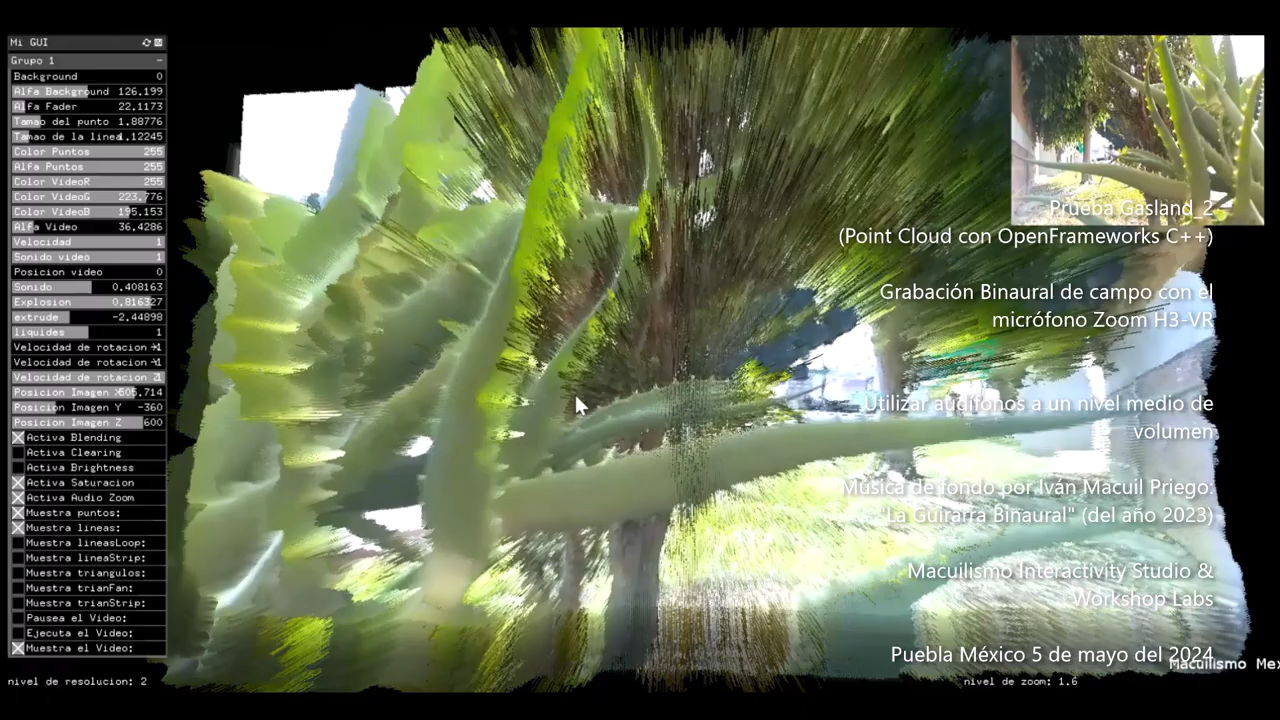 Mi GUI
Grupo 1 -
Background 0
Alfa Background 126.199
Alfa Fader 22.1173
Tamao del punto 1.88776
Tamao de la linea 1.12245
Color Puntos 255
Alfa Puntos 255
Color VideoR 255
Color VideoG 223.776
Color VideoB 195.153
Alfa Video 36.4286
Velocidad 1
Sonido video 1
Posicion video 0
Sonido 0.408163
Explosion 0.816327
extrude -2.44898
liquides 1
Velocidad de rotacion
Velocidad de rotacion
Velocidad de rotacion
Posicion Imagen X 605.714
Posicion Imagen Y -360
Posicion Imagen Z 600
Activa Blending
Activa Clearing
Activa Brightness
Activa Saturacion
Activa Audio Zoom
Muestra puntos:
Muestra lineas:
Muestra lineasLoop:
Muestra lineaStrip:
Muestra triangulos:
Muestra trianFan:
Muestra trianStrip:
Pausea el Video:
Ejecuta el Video:
Muestra el Video:
nivel de resolucion: 2
Prueba Gasland_2
(Point Cloud con OpenFrameworks C++)
Grabación Binaural de campo con el
micrófono Zoom H3-VR
Utilizar audífonos a un nivel medio de
volumen
Música de fondo por Iván Macuil Priego:
"La Guirarra Binaural" (del año 2023)
Macuilismo Interactivity Studio &
Workshop Labs
Puebla México 5 de mayo del 2024
Macuilismo Mex
nivel de zoom: 1.6